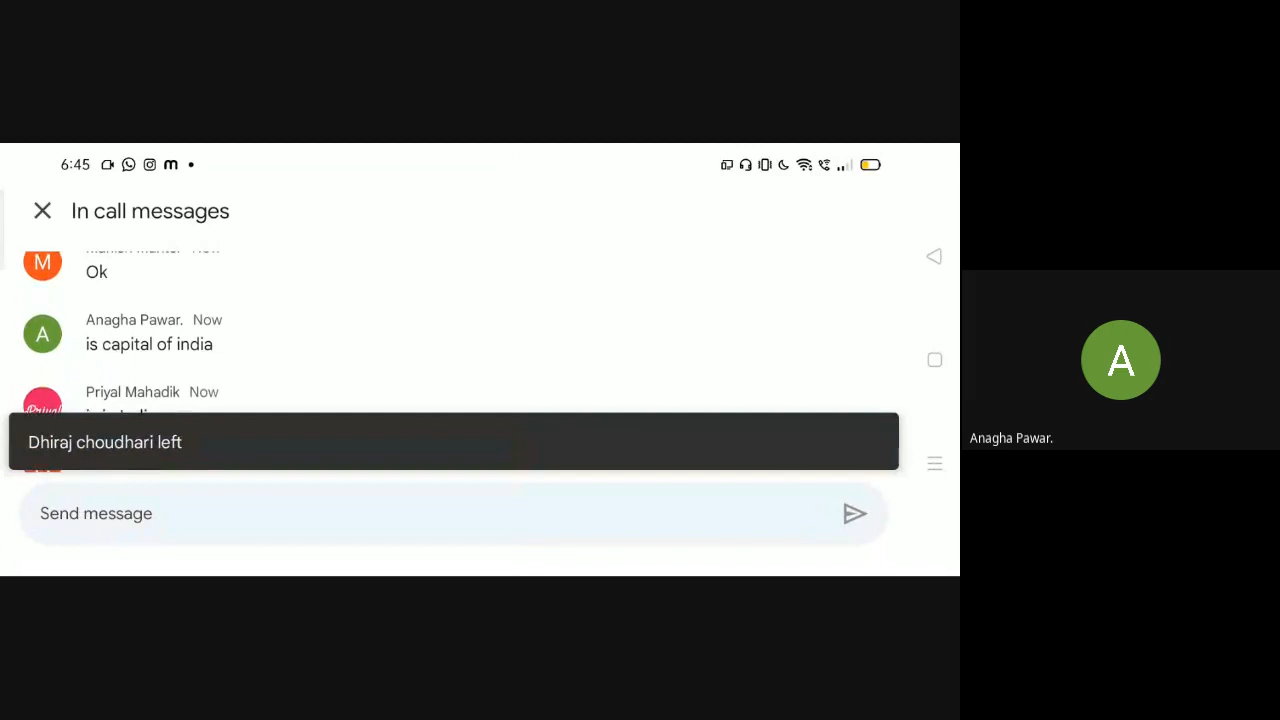 6:45
In call messages
M
Ok
A
Anagha Pawar. Now
is capital of india
Priyal Mahadik Now
Priyal
Dhiraj choudhari left
Send message
A
Anagha Pawar.